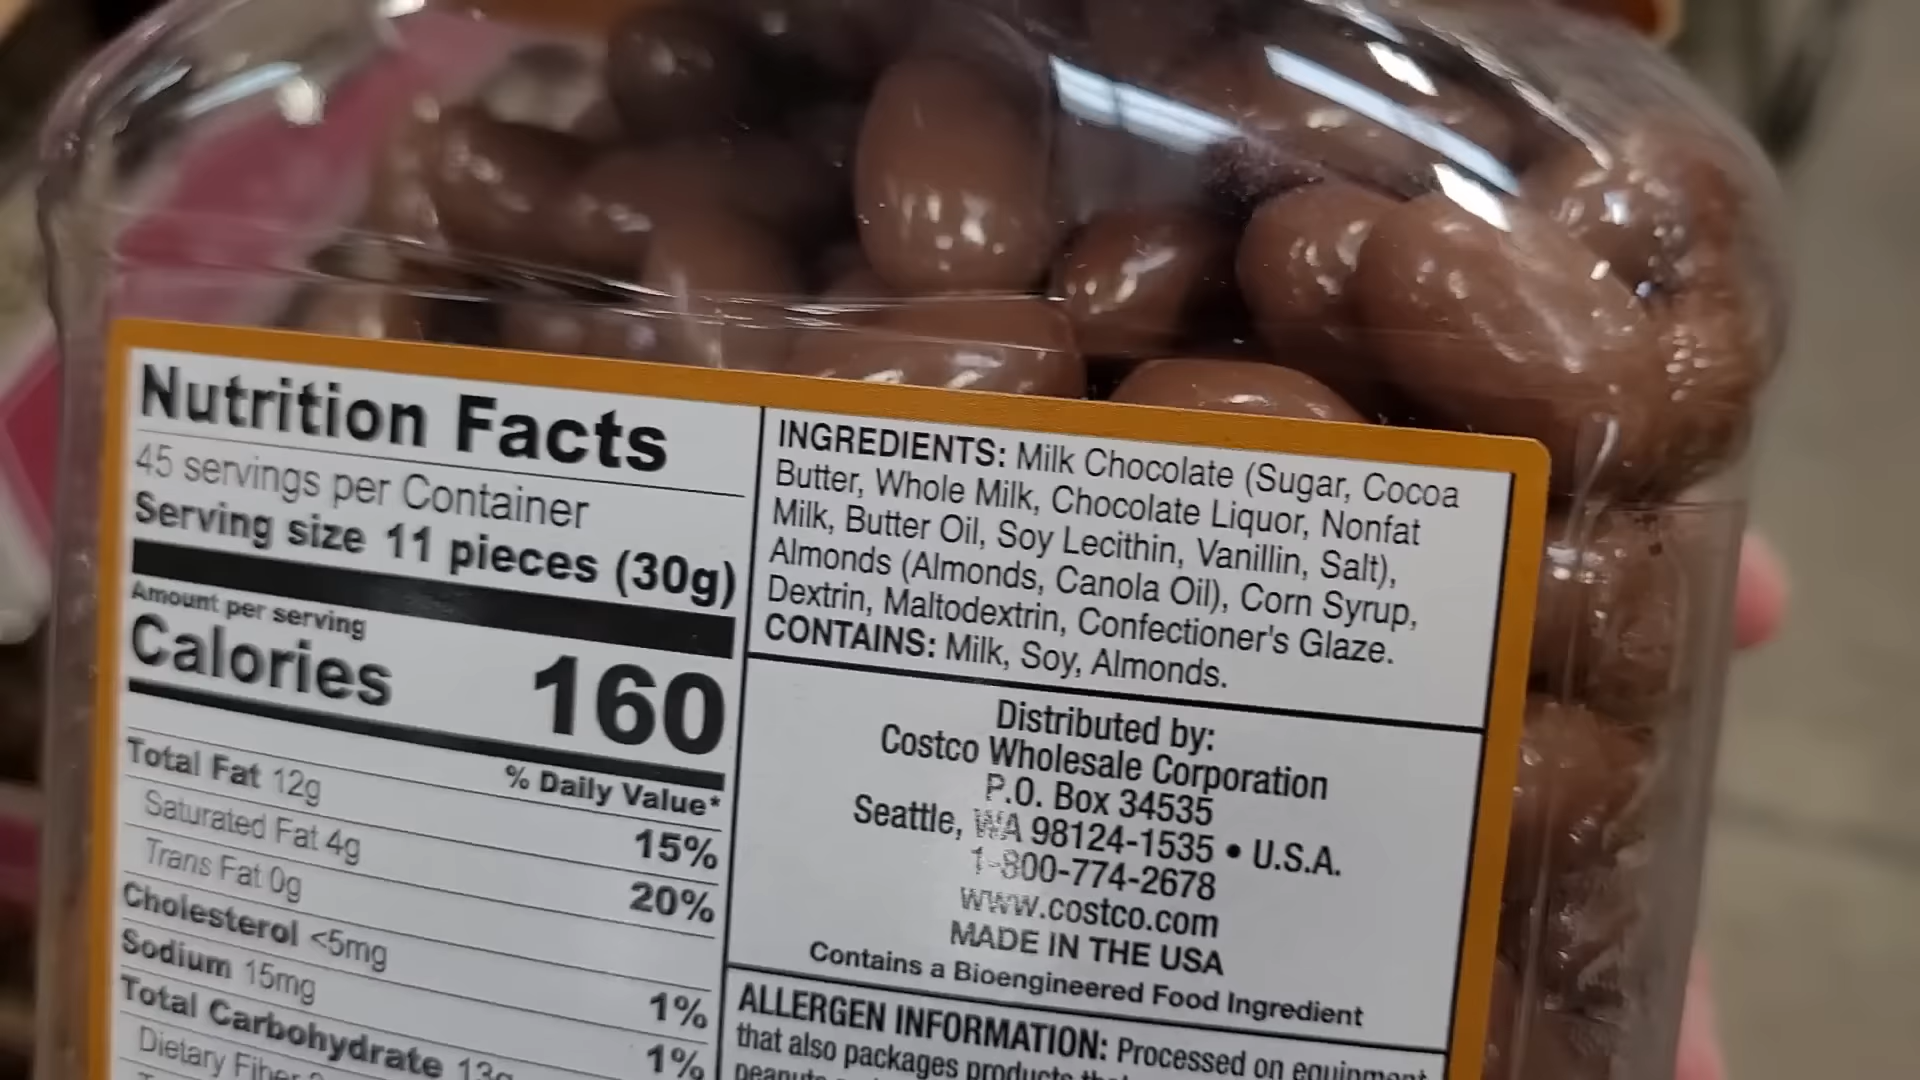 Nutrition Facts
45 servings per Container
Serving size 11 pieces (30g)
Amount per serving
Calories 160
% Daily Value*
Total Fat 12g 15%
Saturated Fat 4g 20%
Trans Fat 0g
Cholesterol <5mg 1%
Sodium 15mg 1%
Total Carbohydrate 13g
Dietary Fiber
INGREDIENTS: Milk Chocolate (Sugar, Cocoa
Butter, Whole Milk, Chocolate Liquor, Nonfat
Milk, Butter Oil, Soy Lecithin, Vanillin, Salt),
Almonds (Almonds, Canola Oil), Corn Syrup,
Dextrin, Maltodextrin, Confectioner's Glaze.
CONTAINS: Milk, Soy, Almonds.
Distributed by:
Costco Wholesale Corporation
P.O. Box 34535
Seattle, WA 98124-1535 • U.S.A.
1-800-774-2678
www.costco.com
MADE IN THE USA
Contains a Bioengineered Food Ingredient
ALLERGEN INFORMATION: Processed on equipment
that also packages products